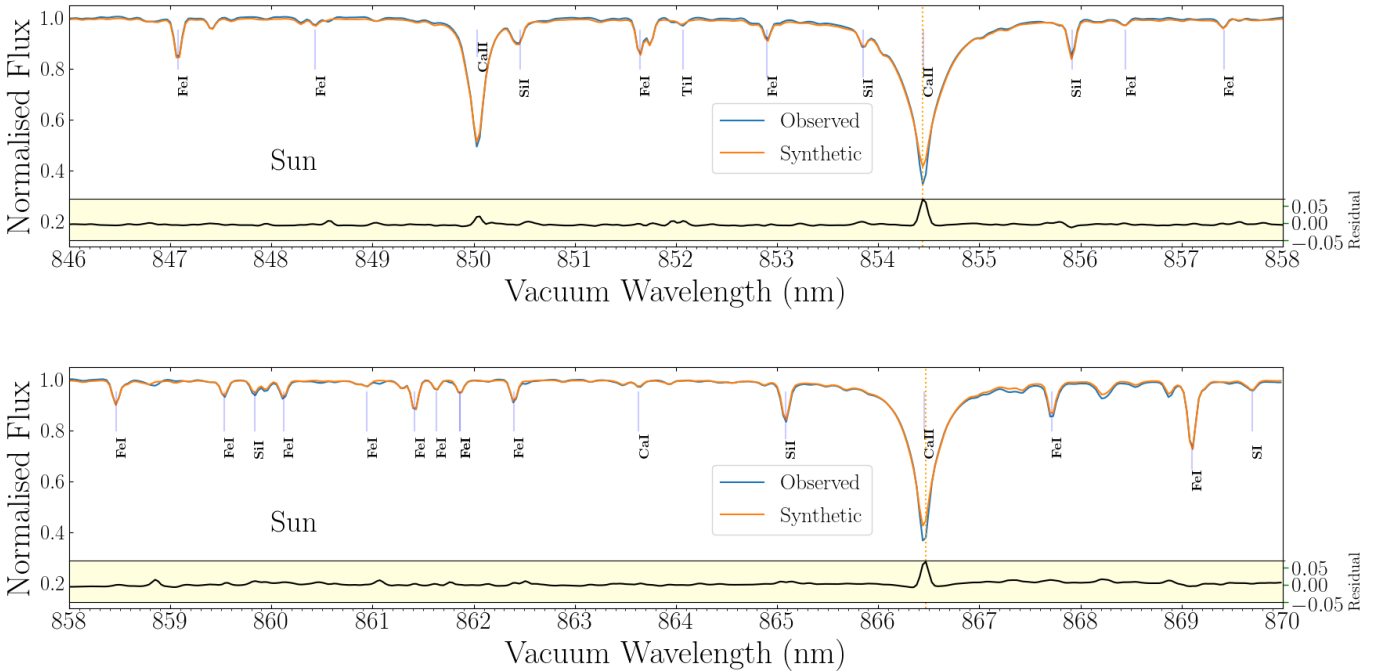 Normalised Flux
1.0
0.8
0.6
0.4
0.2
FeI
FeI
CaII
SiI
FeI
TiI
FeI
SiI
CaII
SiI
FeI
FeI
Observed
Synthetic
Sun
0.05
0.00
−0.05
Residual
846 847 848 849 850 851 852 853 854 855 856 857 858
Vacuum Wavelength (nm)
Normalised Flux
1.0
0.8
0.6
0.4
0.2
FeI
FeI
SiI
FeI
FeI
FeI
FeI
FeI
FeI
CaI
SiI
CaII
FeI
FeI
SI
Observed
Synthetic
Sun
0.05
0.00
−0.05
Residual
858 859 860 861 862 863 864 865 866 867 868 869 870
Vacuum Wavelength (nm)